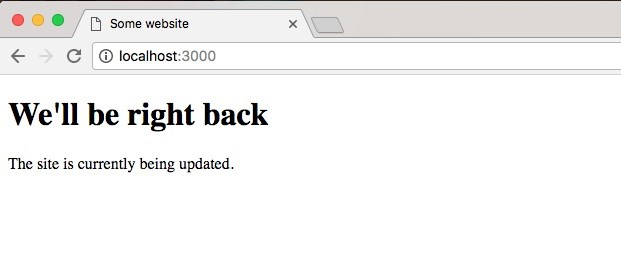 Some website
localhost:3000
We'll be right back
The site is currently being updated.